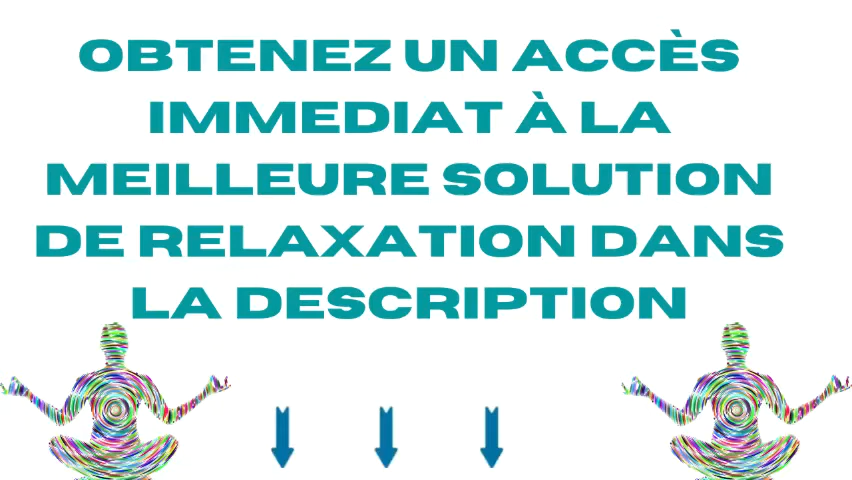 OBTENEZ UN ACCÈS
IMMEDIAT À LA
MEILLEURE SOLUTION
DE RELAXATION DANS
LA DESCRIPTION